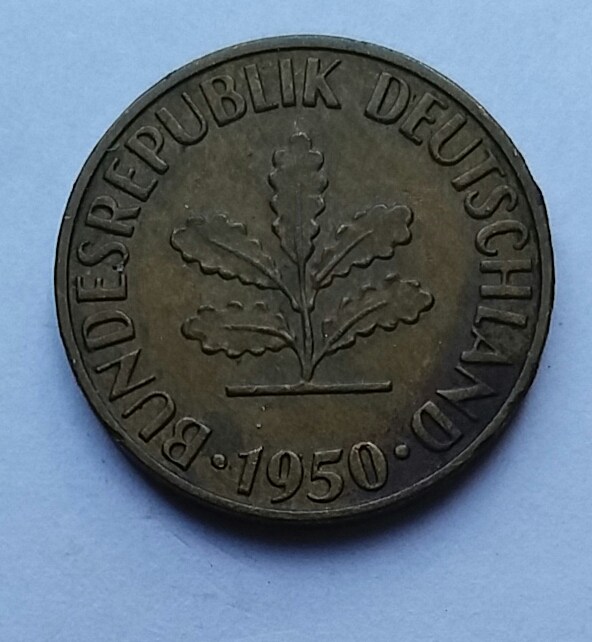 BUNDESREPUBLIK DEUTSCHLAND
· 1950 ·